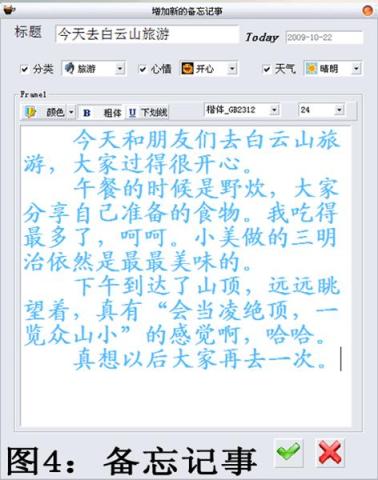 增加新的备忘记事
标题 今天去白云山旅游 Today 2009-10-22
分类 旅游 心情 开心 天气 晴朗
Frame1
颜色 B 粗体 U 下划线 楷体_GB2312 24
今天和朋友们去白云山旅
游，大家过得很开心。
午餐的时候是野炊，大家
分享自己准备的食物。我吃得
最多了，呵呵。小美做的三明
治依然是最最美味的。
下午到达了山顶，远远眺
望着，真有“会当凌绝顶，一
览众山小”的感觉啊，哈哈。
真想以后大家再去一次。
图4：备忘记事